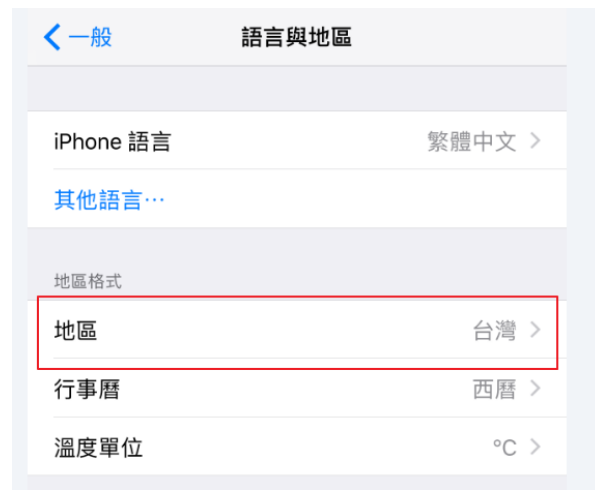 一般 語言與地區
iPhone 語言 繁體中文
其他語言⋯
地區格式
地區 台灣
行事曆 西曆
溫度單位 °C